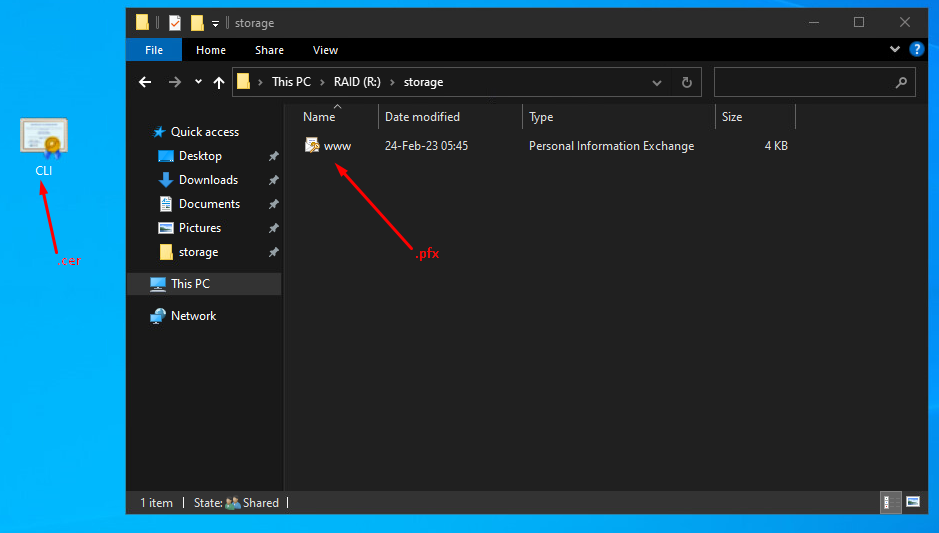 storage
File Home Share View
This PC RAID (R:) storage
Name Date modified Type Size
www 24-Feb-23 05:45 Personal Information Exchange 4 KB
Quick access
Desktop
Downloads
Documents
Pictures
storage
This PC
Network
CLI
.cer
.pfx
1 item State: Shared